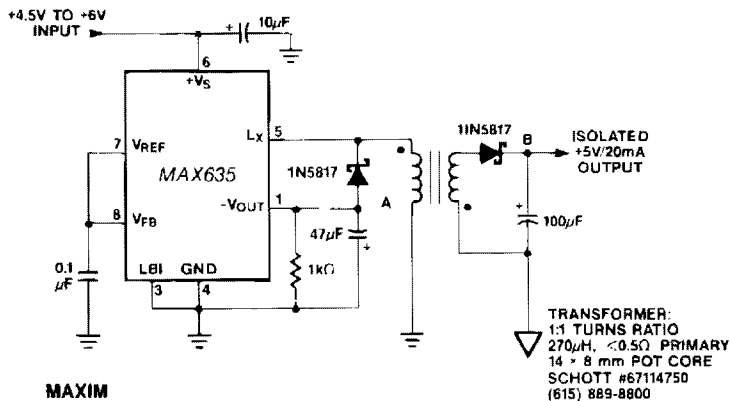 +4.5V TO +6V
INPUT
10µF
6
+VS
7
VREF
LX
5
1N5817
1IN5817
B
ISOLATED
+5V/20mA
OUTPUT
MAX635
A
8
VFB
-VOUT
1
47µF
100µF
0.1
µF
LBI
GND
3
4
1kΩ
TRANSFORMER:
1:1 TURNS RATIO
270µH, <0.5Ω PRIMARY
14 × 8 mm POT CORE
SCHOTT #67114750
(615) 889-8800
MAXIM